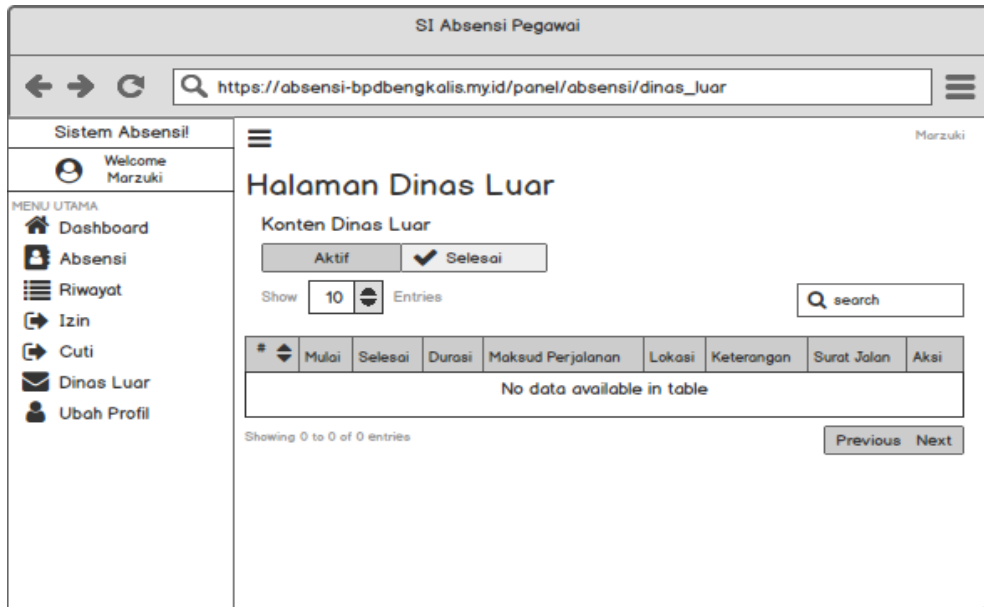 SI Absensi Pegawai
https://absensi-bpdbengkalis.my.id/panel/absensi/dinas_luar
Sistem Absensi!
Welcome
Marzuki
MENU UTAMA
Dashboard
Absensi
Riwayat
Izin
Cuti
Dinas Luar
Ubah Profil
Marzuki
Halaman Dinas Luar
Konten Dinas Luar
Aktif Selesai
Show 10 Entries search
# Mulai Selesai Durasi Maksud Perjalanan Lokasi Keterangan Surat Jalan Aksi
No data available in table
Showing 0 to 0 of 0 entries Previous Next